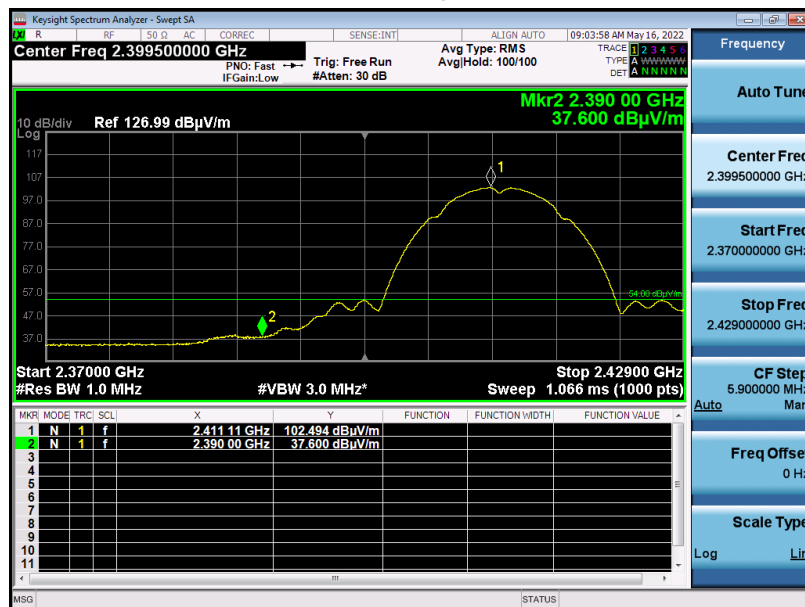 Keysight Spectrum Analyzer - Swept SA
LXI R RF 50 Ω AC CORREC SENSE:INT ALIGN AUTO 09:03:58 AM May 16, 2022
Center Freq 2.399500000 GHz
PNO: Fast
IFGain:Low
Trig: Free Run
#Atten: 30 dB
Avg Type: RMS
Avg|Hold: 100/100
TRACE 1 2 3 4 5 6
TYPE A WWWWW
DET A N N N N N
Mkr2 2.390 00 GHz
37.600 dBµV/m
10 dB/div Ref 126.99 dBµV/m
Log
117
107
97.0
87.0
77.0
67.0
57.0
47.0
37.0
1
2
54.00 dBµV/m
Start 2.37000 GHz Stop 2.42900 GHz
#Res BW 1.0 MHz #VBW 3.0 MHz* Sweep 1.066 ms (1000 pts)
MKR MODE TRC SCL X Y FUNCTION FUNCTION WIDTH FUNCTION VALUE
1 N 1 f 2.411 11 GHz 102.494 dBµV/m
2 N 1 f 2.390 00 GHz 37.600 dBµV/m
3
4
5
6
7
8
9
10
11
MSG STATUS
Frequency
Auto Tune
Center Freq
2.399500000 GHz
Start Freq
2.370000000 GHz
Stop Freq
2.429000000 GHz
CF Step
5.900000 MHz
Auto Man
Freq Offset
0 Hz
Scale Type
Log Lin